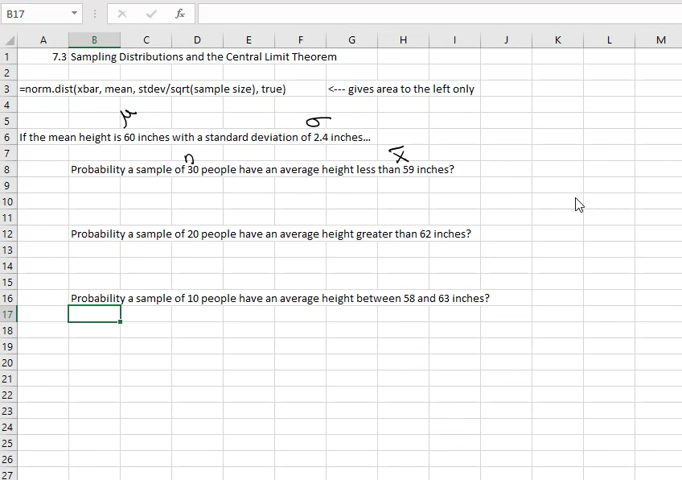 B17
fx
A B C D E F G H I J K L M
1 7.3 Sampling Distributions and the Central Limit Theorem
2
3 =norm.dist(xbar, mean, stdev/sqrt(sample size), true) <--- gives area to the left only
4
5 μ σ
6 If the mean height is 60 inches with a standard deviation of 2.4 inches...
7 n x̄
8 Probability a sample of 30 people have an average height less than 59 inches?
9
10
11
12 Probability a sample of 20 people have an average height greater than 62 inches?
13
14
15
16 Probability a sample of 10 people have an average height between 58 and 63 inches?
17
18
19
20
21
22
23
24
25
26
27